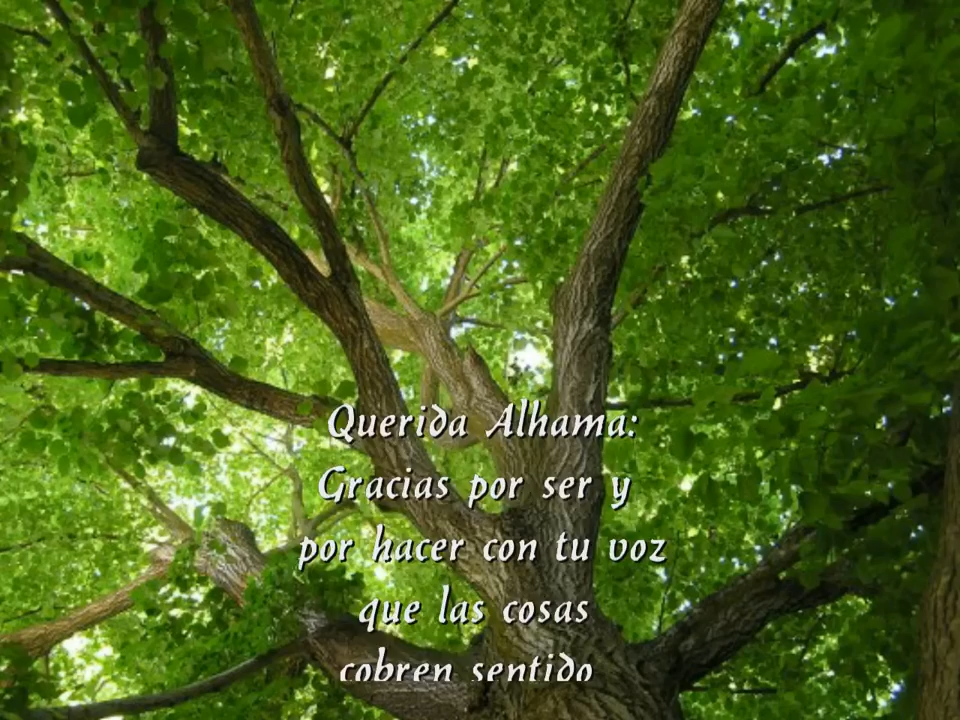 Querida Alhama:
Gracias por ser y
por hacer con tu voz
que las cosas
cobren sentido